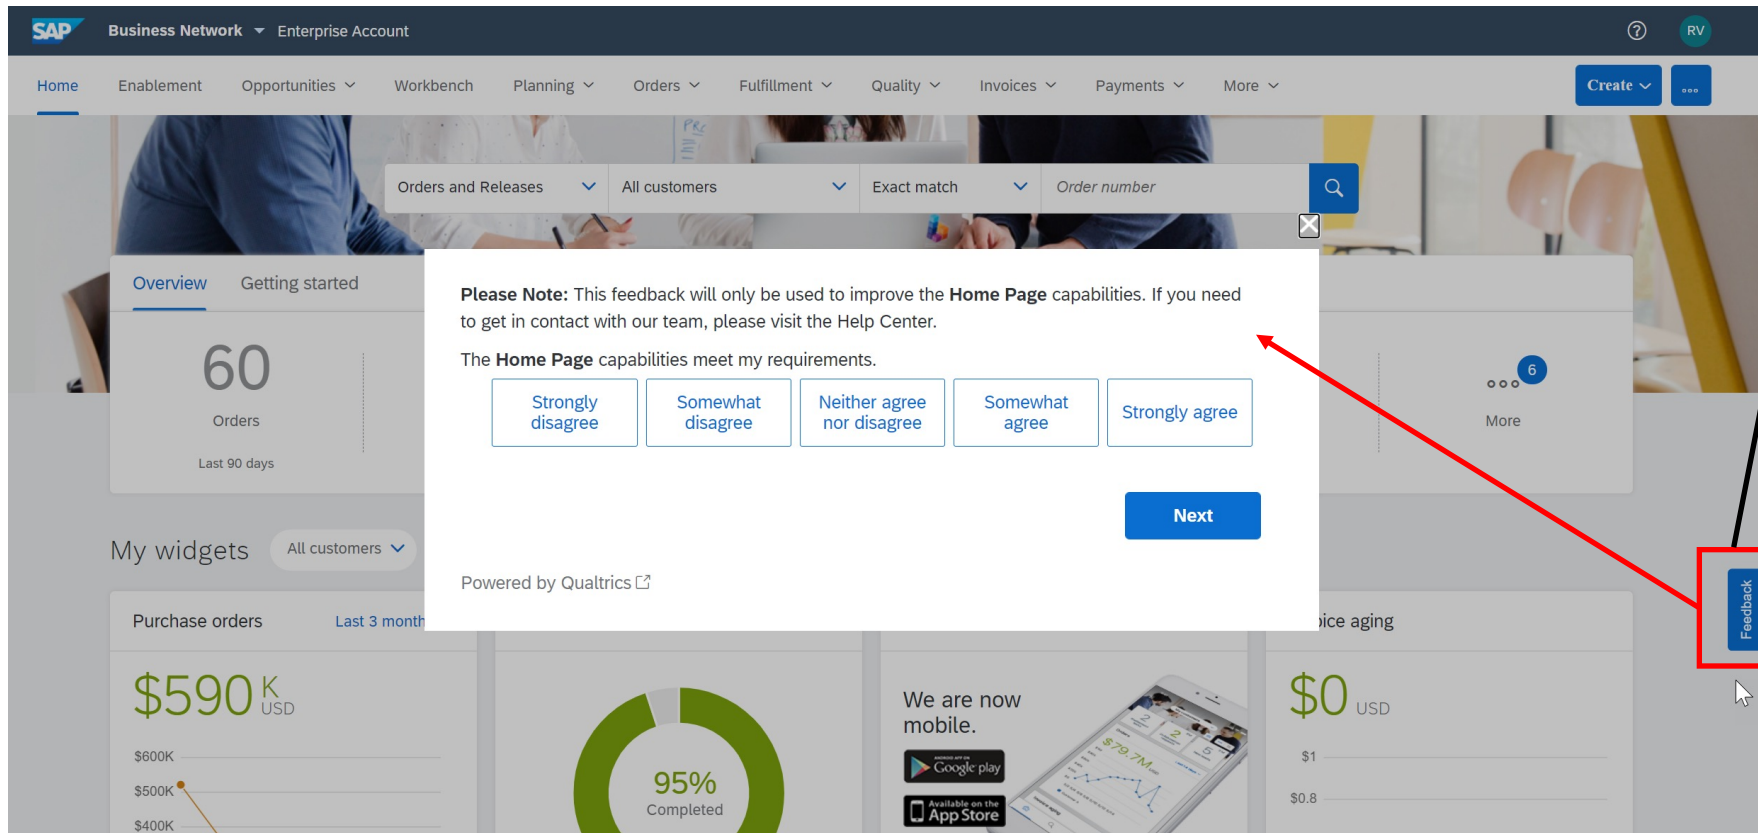 SAP Business Network Enterprise Account RV
Home Enablement Opportunities Workbench Planning Orders Fulfillment Quality Invoices Payments More Create
Orders and Releases All customers Exact match Order number
Overview Getting started
Please Note: This feedback will only be used to improve the Home Page capabilities. If you need
to get in contact with our team, please visit the Help Center.
The Home Page capabilities meet my requirements.
Strongly
disagree
Somewhat
disagree
Neither agree
nor disagree
Somewhat
agree
Strongly agree
Next
Powered by Qualtrics
60
Orders
Last 90 days
6
More
Feedback
My widgets All customers
Purchase orders Last 3 month
$590 K
USD
$600K
$500K
$400K
95%
Completed
We are now
mobile.
ANDROID APP ON
Google play
Available on the
App Store
$79.7M
oice aging
$0 USD
$1
$0.8